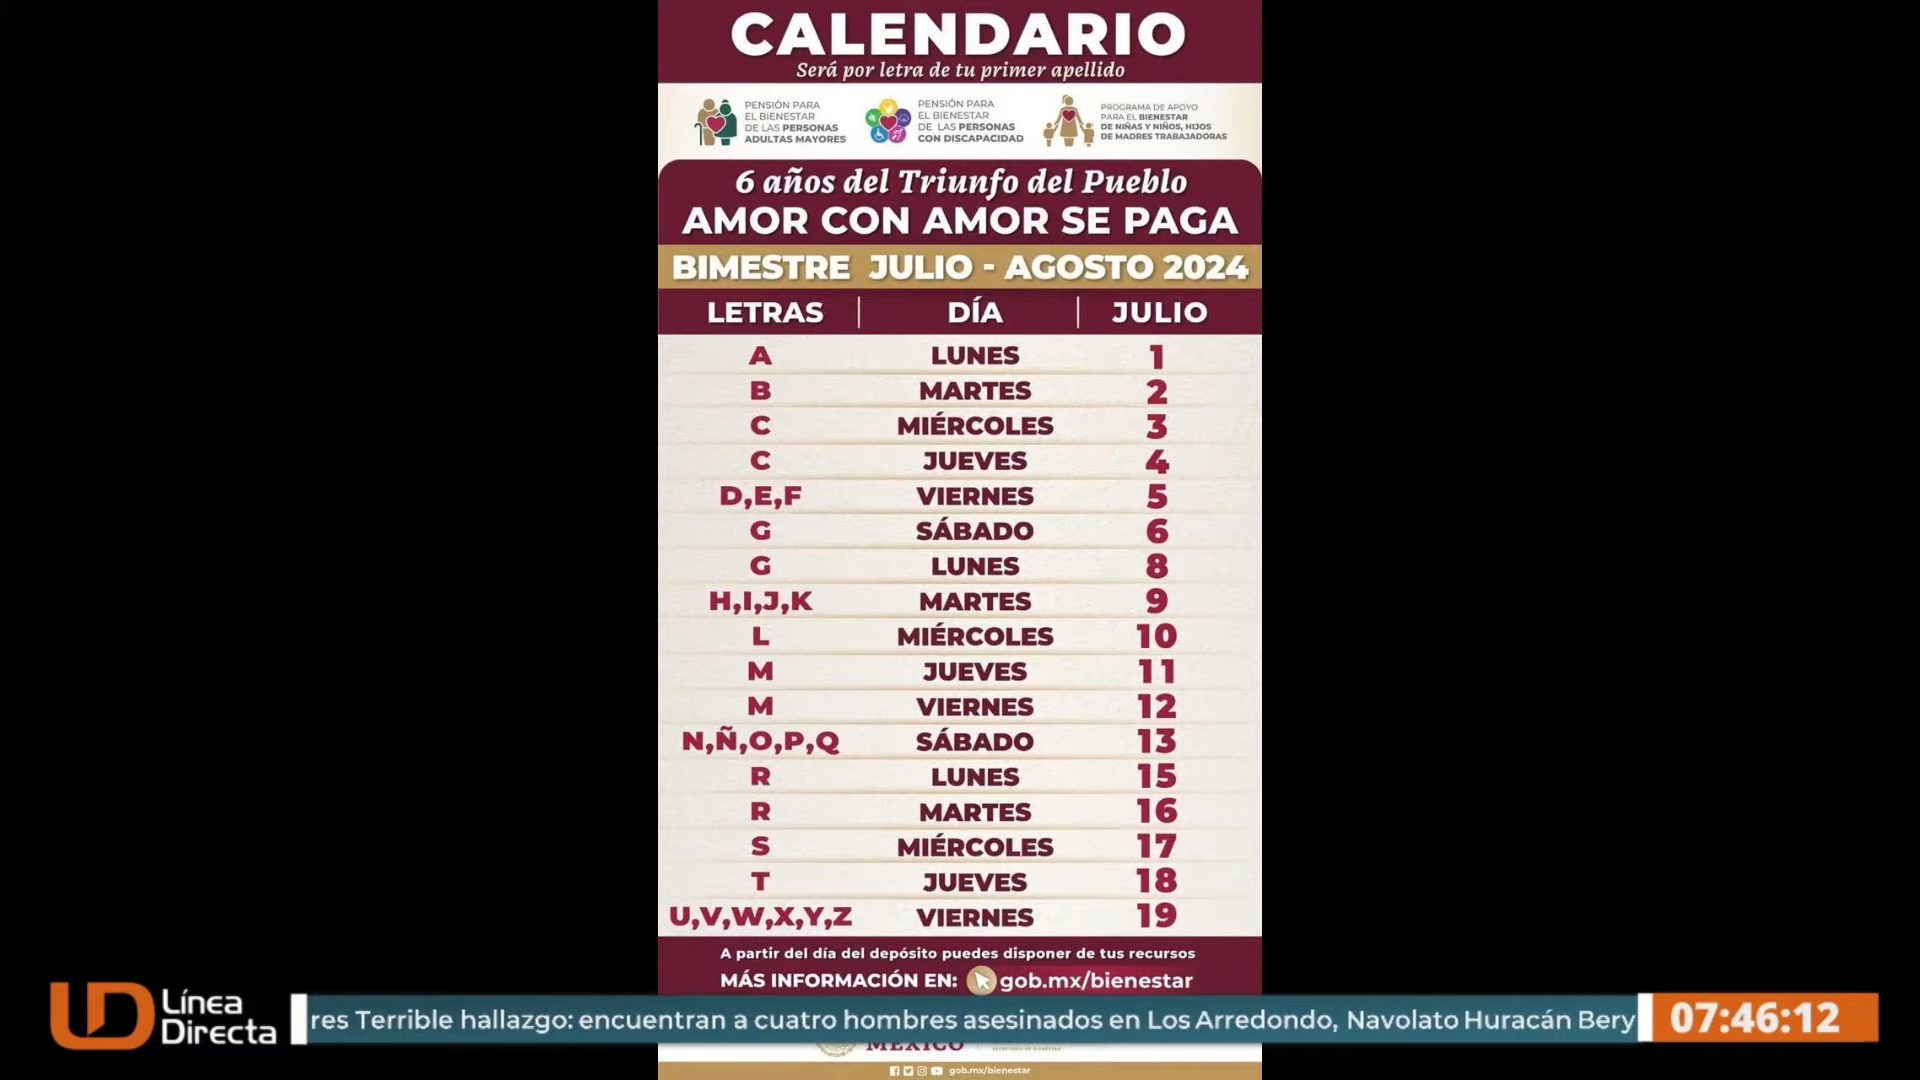 CALENDARIO
Será por letra de tu primer apellido
PENSIÓN PARA
EL BIENESTAR
DE LAS PERSONAS
ADULTAS MAYORES
PENSIÓN PARA
EL BIENESTAR
DE LAS PERSONAS
CON DISCAPACIDAD
PROGRAMA DE APOYO
PARA EL BIENESTAR
DE NIÑAS Y NIÑOS, HIJOS
DE MADRES TRABAJADORAS
6 años del Triunfo del Pueblo
AMOR CON AMOR SE PAGA
BIMESTRE JULIO - AGOSTO 2024
LETRAS DÍA JULIO
A LUNES 1
B MARTES 2
C MIÉRCOLES 3
C JUEVES 4
D,E,F VIERNES 5
G SÁBADO 6
G LUNES 8
H,I,J,K MARTES 9
L MIÉRCOLES 10
M JUEVES 11
M VIERNES 12
N,Ñ,O,P,Q SÁBADO 13
R LUNES 15
R MARTES 16
S MIÉRCOLES 17
T JUEVES 18
U,V,W,X,Y,Z VIERNES 19
A partir del día del depósito puedes disponer de tus recursos
MÁS INFORMACIÓN EN: gob.mx/bienestar
LD Línea
Directa
res Terrible hallazgo: encuentran a cuatro hombres asesinados en Los Arredondo, Navolato Huracán Bery
07:46:12
MÉXICO
gob.mx/bienestar